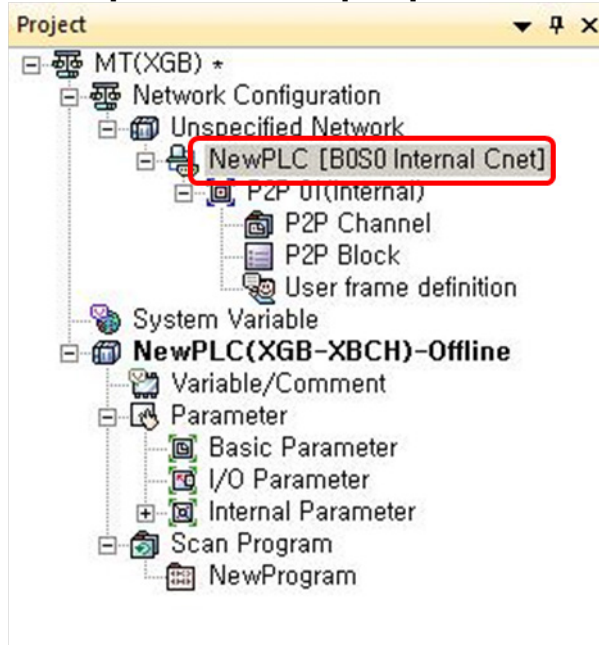 Project
MT(XGB) *
Network Configuration
Unspecified Network
NewPLC [B0S0 Internal Cnet]
P2P 01(Internal)
P2P Channel
P2P Block
User frame definition
System Variable
NewPLC(XGB-XBCH)-Offline
Variable/Comment
Parameter
Basic Parameter
I/O Parameter
Internal Parameter
Scan Program
NewProgram